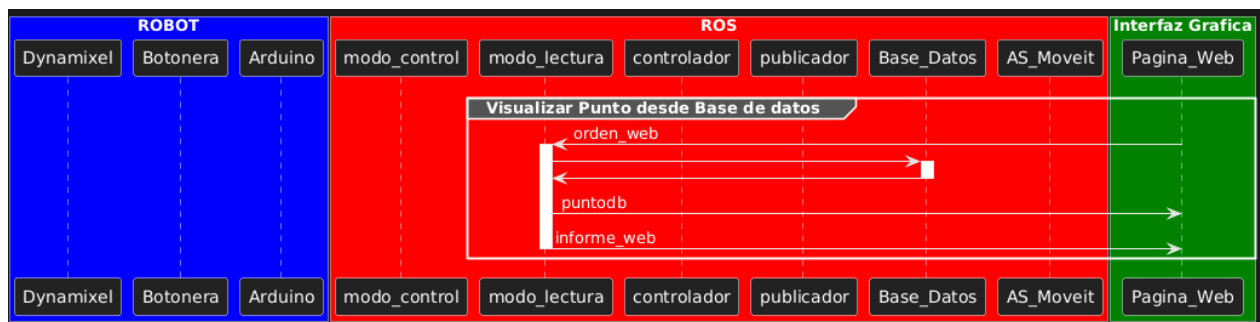 ROBOT ROS Interfaz Grafica
Dynamixel Botonera Arduino modo_control modo_lectura controlador publicador Base_Datos AS_Moveit Pagina_Web
Visualizar Punto desde Base de datos
orden_web
puntodb
informe_web
Dynamixel Botonera Arduino modo_control modo_lectura controlador publicador Base_Datos AS_Moveit Pagina_Web